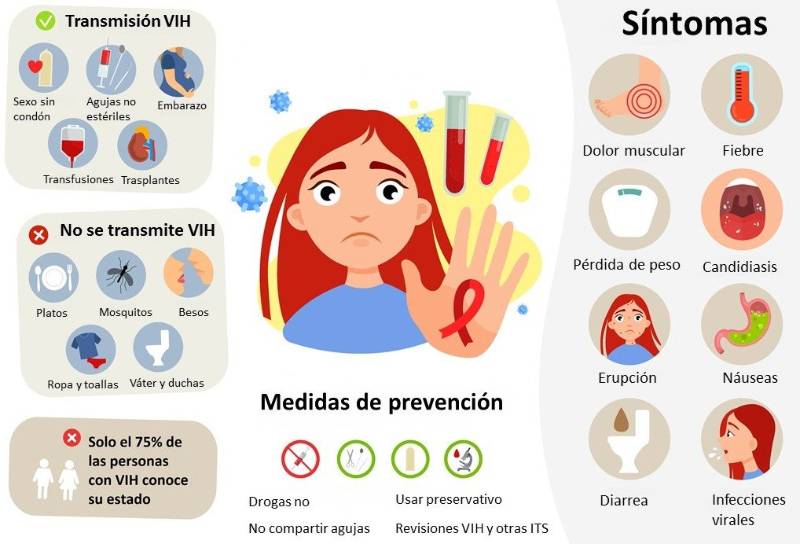 Transmisión VIH
Sexo sin
condón
Agujas no
estériles
Embarazo
Transfusiones
Trasplantes
No se transmite VIH
Platos
Mosquitos
Besos
Ropa y toallas
Váter y duchas
Solo el 75% de
las personas
con VIH conoce
su estado
Medidas de prevención
Drogas no
Usar preservativo
No compartir agujas
Revisiones VIH y otras ITS
Síntomas
Dolor muscular
Fiebre
Pérdida de peso
Candidiasis
Erupción
Náuseas
Diarrea
Infecciones
virales